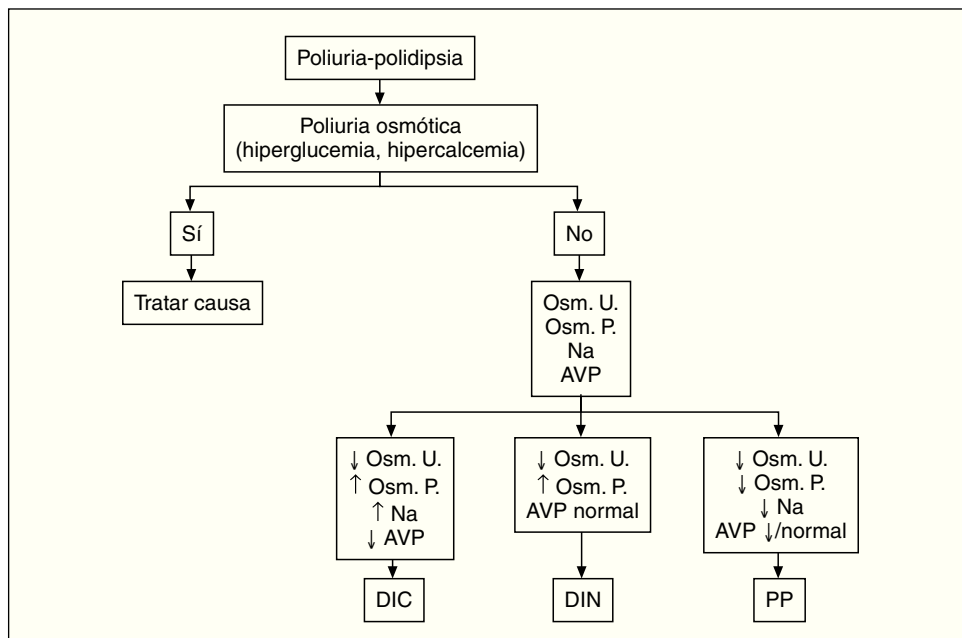 Poliuria-polidipsia
Poliuria osmótica
(hiperglucemia, hipercalcemia)
Sí
No
Tratar causa
Osm. U.
Osm. P.
Na
AVP
↓ Osm. U.
↑ Osm. P.
↑ Na
↓ AVP
↓ Osm. U.
↑ Osm. P.
AVP normal
↓ Osm. U.
↓ Osm. P.
↓ Na
AVP ↓/normal
DIC
DIN
PP